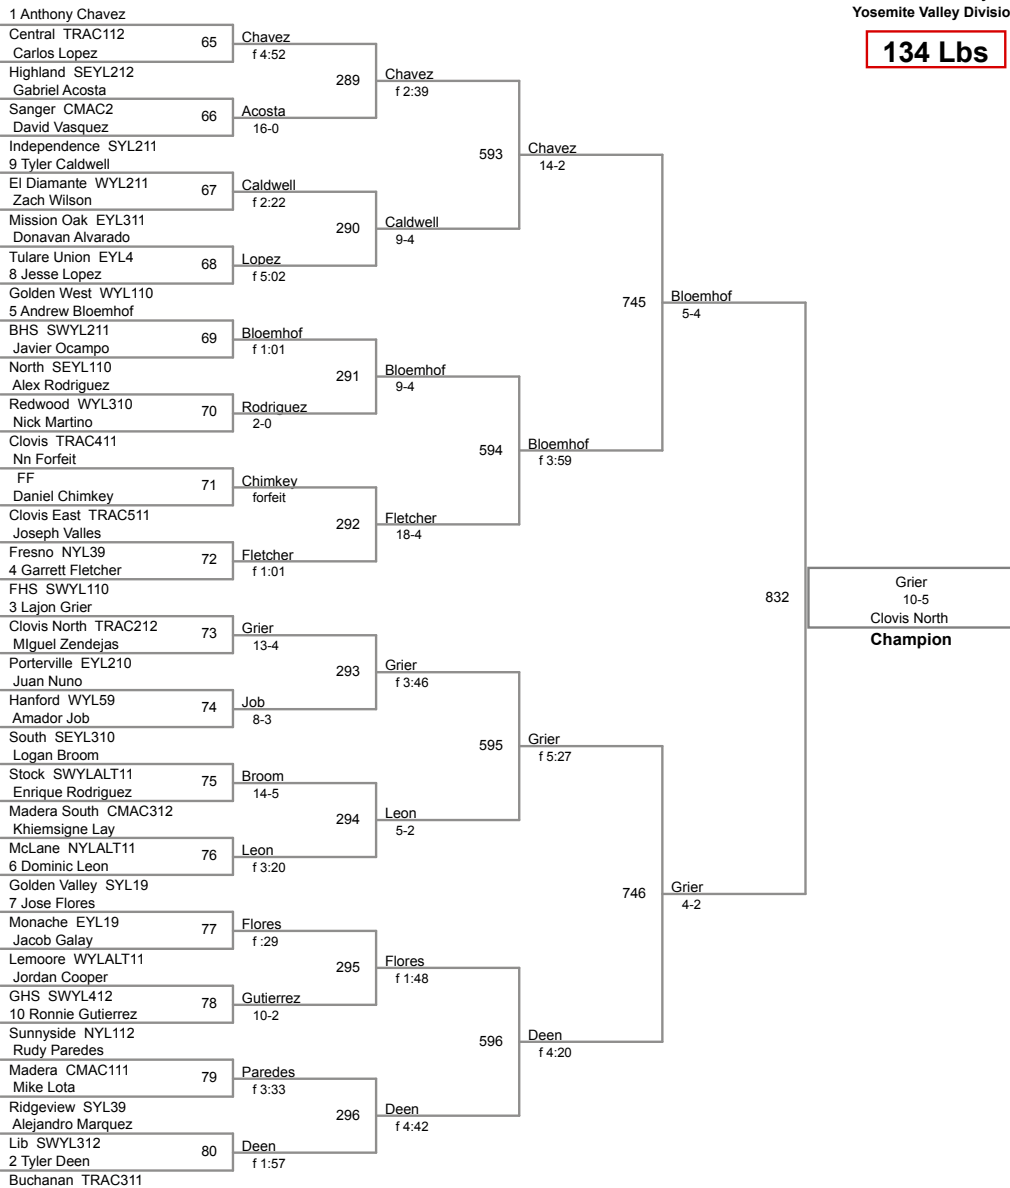 Yosemite Valley Divisio
134 Lbs
1 Anthony Chavez
Central TRAC112
Carlos Lopez
Highland SEYL212
Gabriel Acosta
Sanger CMAC2
David Vasquez
Independence SYL211
9 Tyler Caldwell
El Diamante WYL211
Zach Wilson
Mission Oak EYL311
Donavan Alvarado
Tulare Union EYL4
8 Jesse Lopez
Golden West WYL110
5 Andrew Bloemhof
BHS SWYL211
Javier Ocampo
North SEYL110
Alex Rodriguez
Redwood WYL310
Nick Martino
Clovis TRAC411
Nn Forfeit
FF
Daniel Chimkey
Clovis East TRAC511
Joseph Valles
Fresno NYL39
4 Garrett Fletcher
FHS SWYL110
3 Lajon Grier
Clovis North TRAC212
MIguel Zendejas
Porterville EYL210
Juan Nuno
Hanford WYL59
Amador Job
South SEYL310
Logan Broom
Stock SWYLALT11
Enrique Rodriguez
Madera South CMAC312
Khiemsigne Lay
McLane NYLALT11
6 Dominic Leon
Golden Valley SYL19
7 Jose Flores
Monache EYL19
Jacob Galay
Lemoore WYLALT11
Jordan Cooper
GHS SWYL412
10 Ronnie Gutierrez
Sunnyside NYL112
Rudy Paredes
Madera CMAC111
Mike Lota
Ridgeview SYL39
Alejandro Marquez
Lib SWYL312
2 Tyler Deen
Buchanan TRAC311
65
66
67
68
69
70
71
72
73
74
75
76
77
78
79
80
Chavez
f 4:52
Acosta
16-0
Caldwell
f 2:22
Lopez
f 5:02
Bloemhof
f 1:01
Rodriguez
2-0
Chimkey
forfeit
Fletcher
f 1:01
Grier
13-4
Job
8-3
Broom
14-5
Leon
f 3:20
Flores
f :29
Gutierrez
10-2
Paredes
f 3:33
Deen
f 1:57
289
290
291
292
293
294
295
296
Chavez
f 2:39
Caldwell
9-4
Bloemhof
9-4
Fletcher
18-4
Grier
f 3:46
Leon
5-2
Flores
f 1:48
Deen
f 4:42
593
594
595
596
Chavez
14-2
Bloemhof
f 3:59
Grier
f 5:27
Deen
f 4:20
745
746
Bloemhof
5-4
Grier
4-2
832
Grier
10-5
Clovis North
Champion